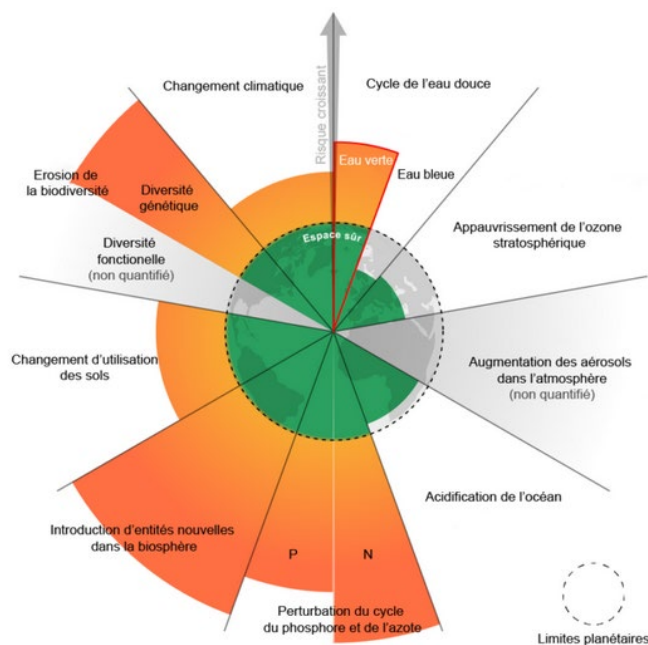 Changement climatique
Cycle de l'eau douce
Risque croissant
Eau verte
Eau bleue
Erosion de
la biodiversité
Diversité
génétique
Diversité
fonctionelle
(non quantifié)
Espace sûr
Appauvrissement de l'ozone
stratosphérique
Changement d'utilisation
des sols
Augmentation des aérosols
dans l'atmosphère
(non quantifié)
Acidification de l'océan
Introduction d'entités nouvelles
dans la biosphère
P
N
Perturbation du cycle
du phosphore et de l'azote
Limites planétaires